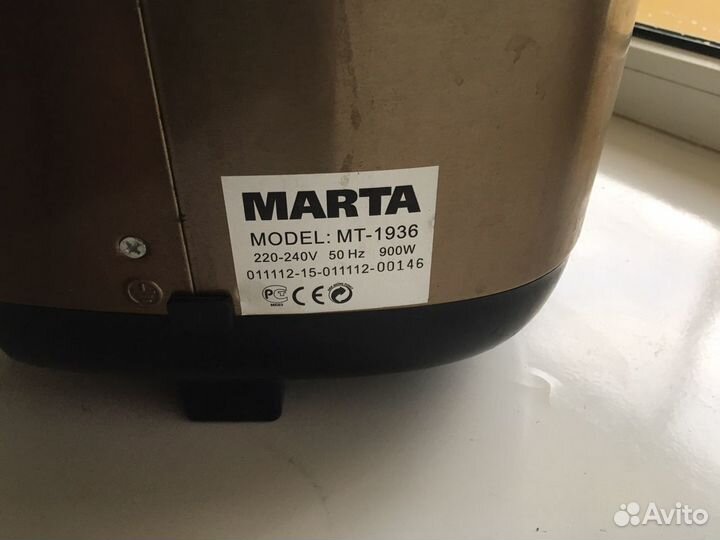 MARTA
MODEL: MT-1936
220-240V 50 Hz 900W
011112-15-011112-00146
CE
Avito